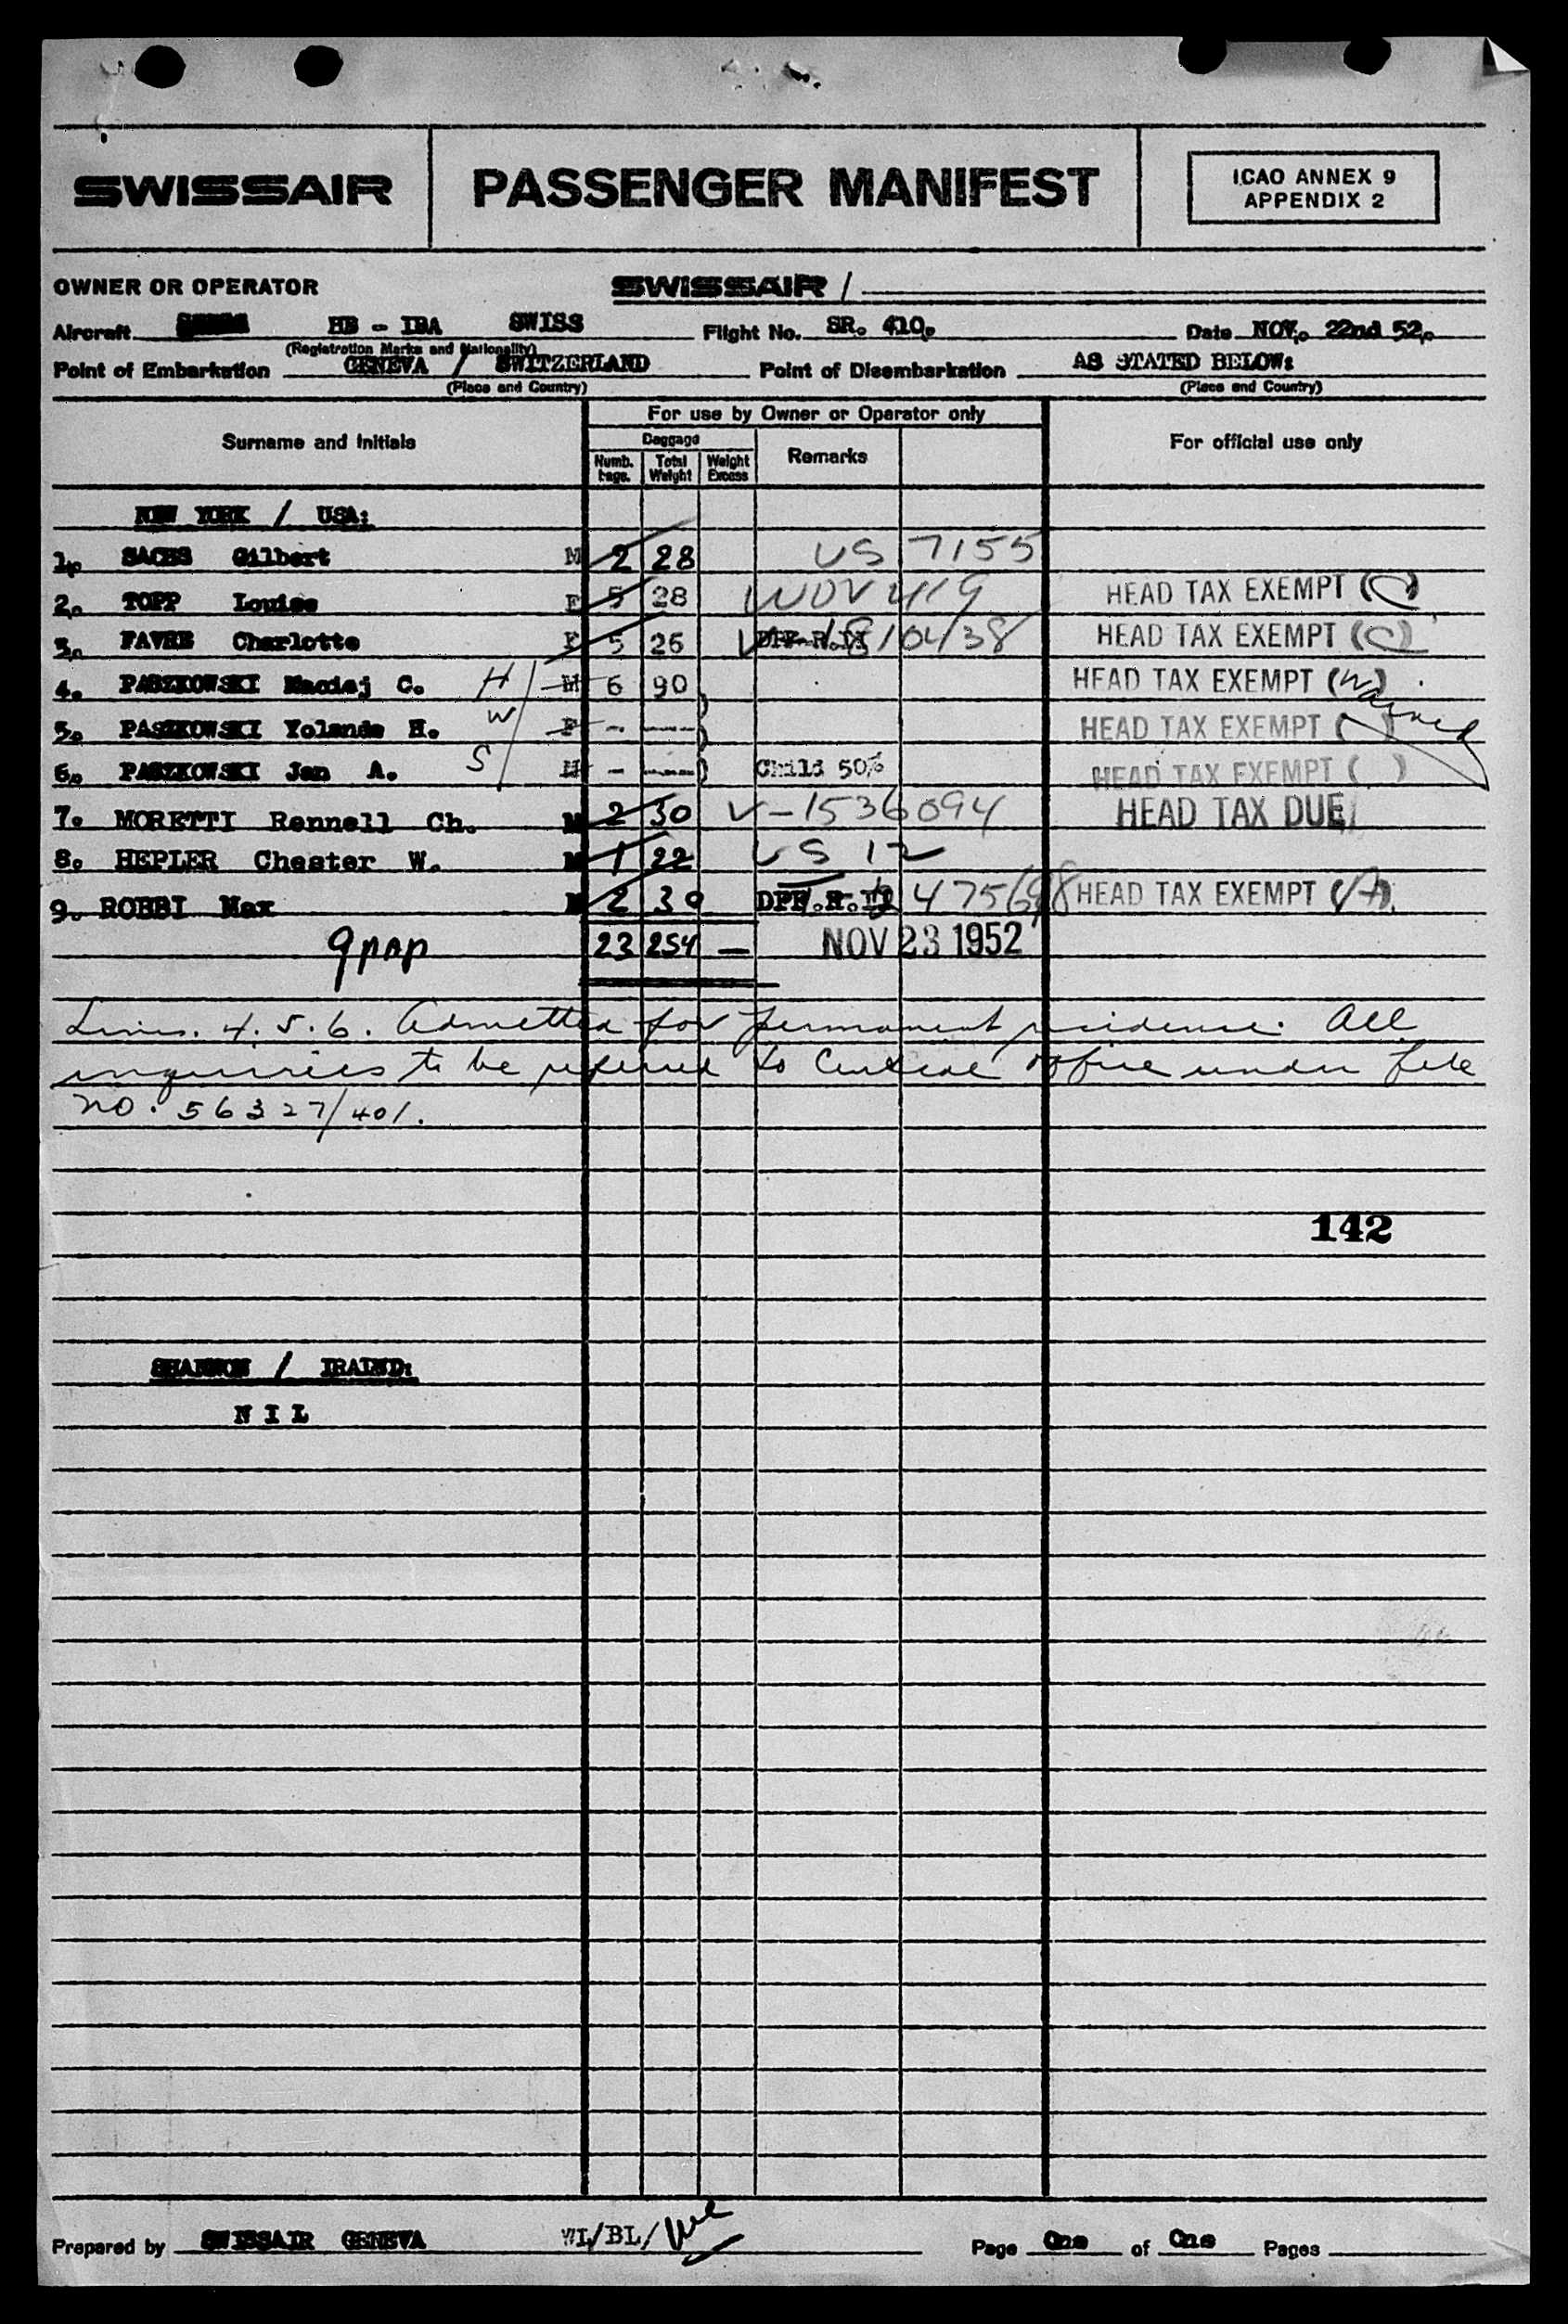 SWISSAIR
PASSENGER MANIFEST
ICAO ANNEX 9
APPENDIX 2
OWNER OR OPERATOR SWISSAIR /
Aircraft HB - IBA SWISS Flight No. SR. 410. Date NOV. 22nd 52.
(Registration Marks and Nationality)
Point of Embarkation GENEVA / SWITZERLAND Point of Disembarkation AS STATED BELOW:
(Place and Country) (Place and Country)
Surname and Initials
For use by Owner or Operator only
For official use only
Baggage
Remarks
Numb. bags. Total Weight Weight Excess
NEW YORK / USA:
1. SACHS Gilbert M 2 28 US 7155
2. TOPP Louise F 5 28 419 HEAD TAX EXEMPT (C)
3. FAVRE Charlotte F 5 26 HEAD TAX EXEMPT (C)
4. PASZKOWSKI Maciej C. H M 6 90 HEAD TAX EXEMPT (
5. PASZKOWSKI Yolande H. W F - --- HEAD TAX EXEMPT ( )
6. PASZKOWSKI Jan A. S M - --- Child 50% HEAD TAX EXEMPT ( )
7. MORETTI Rennell Ch. M 2 30 V-1536094 HEAD TAX DUE
8. HEPLER Chester W. M 1 22 US 12
9. ROBBI Max M 2 30 475698 HEAD TAX EXEMPT (A)
9 pap 23 254 — NOV 23 1952
Lines. 4. 5. 6. Admitted for permanent residence. All
inquiries to be referred to Central Office under file
no. 56327/401.
142
SHANNON / IRALND:
N I L
Prepared by SWISSAIR GENEVA WL/BL/ Page One of One Pages